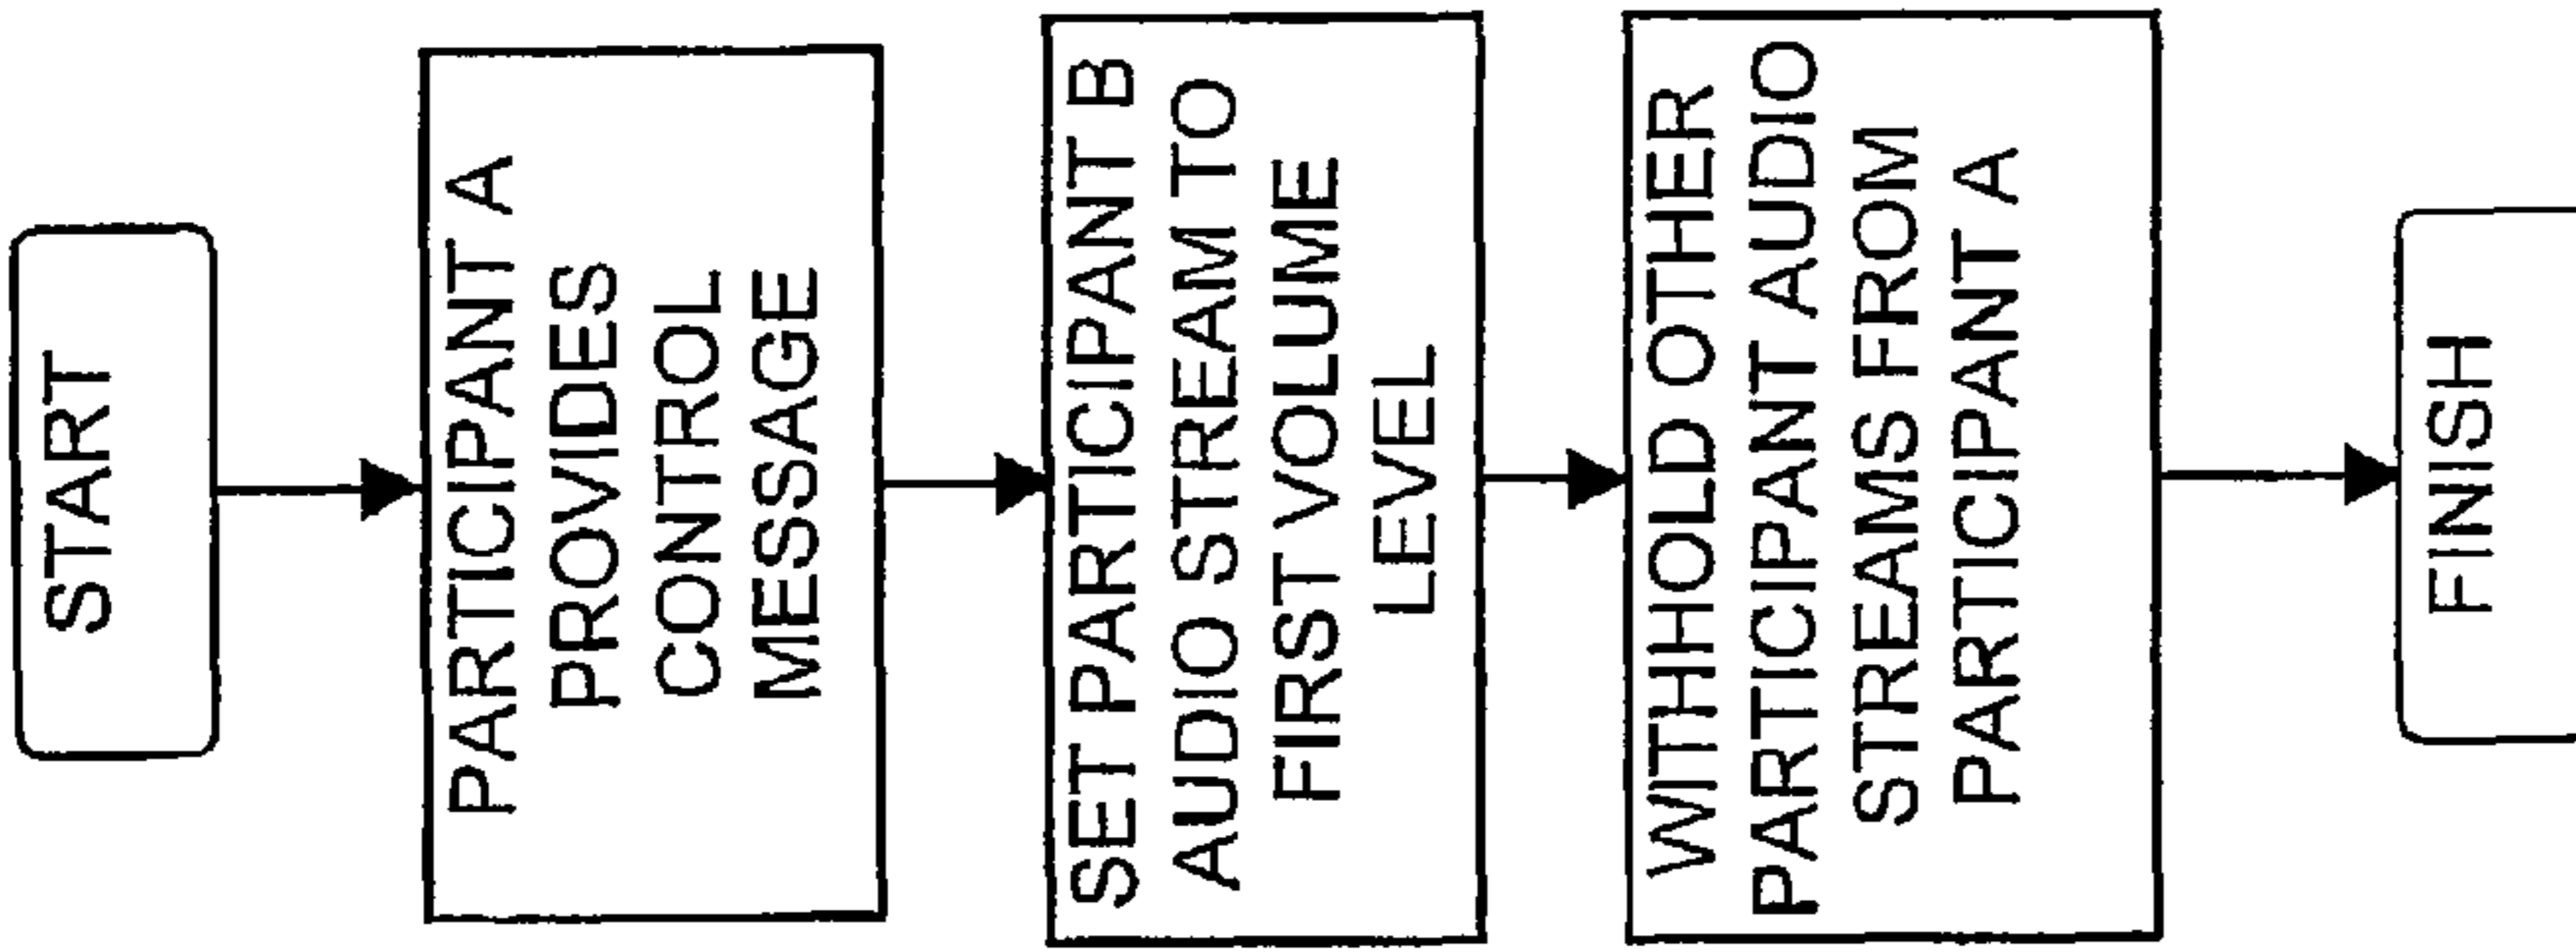 START
PARTICIPANT A
PROVIDES
CONTROL
MESSAGE
SET PARTICIPANT B
AUDIO STREAM TO
FIRST VOLUME
LEVEL
WITHHOLD OTHER
PARTICIPANT AUDIO
STREAMS FROM
PARTICIPANT A
FINISH